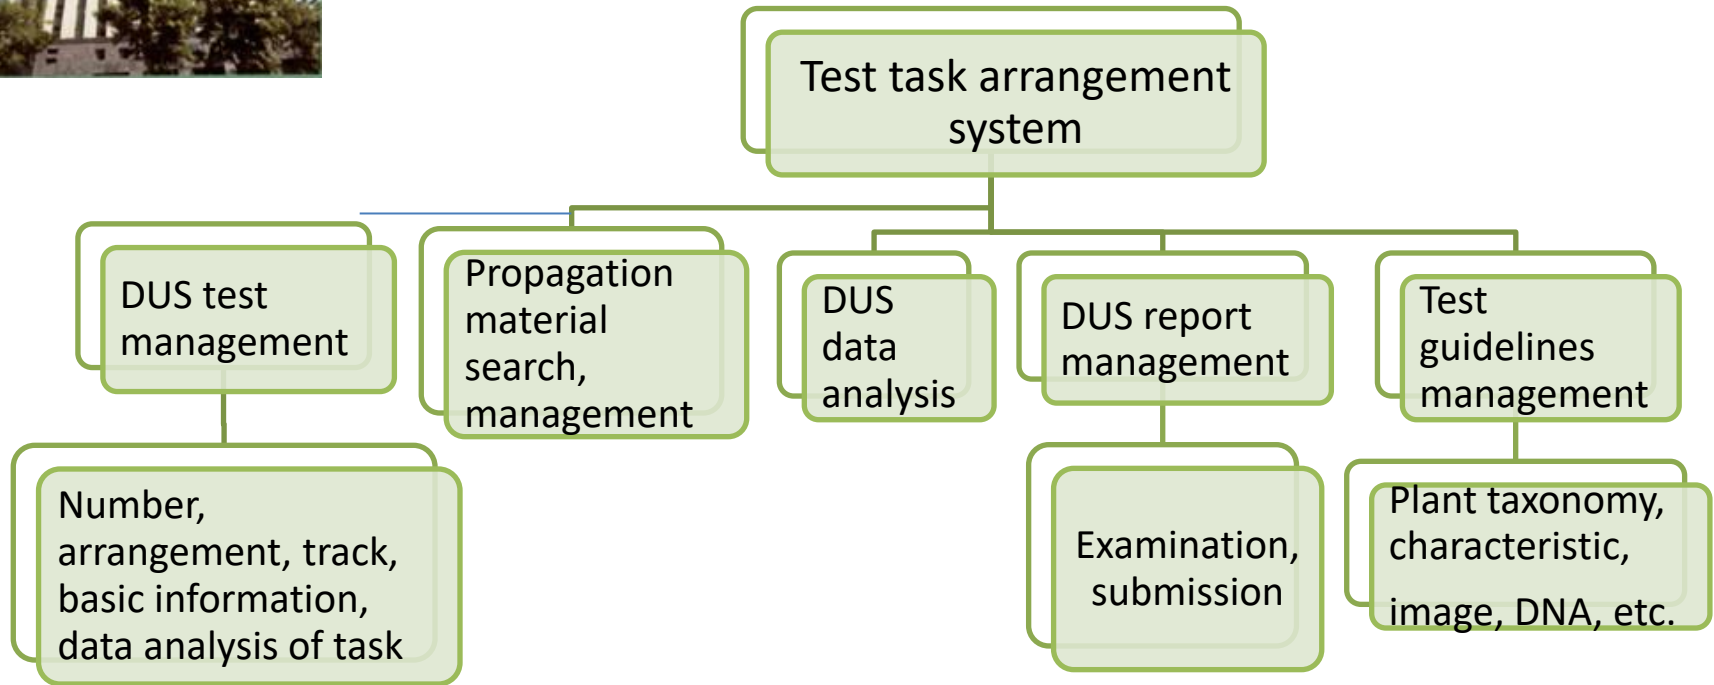 Test task arrangement
system
DUS test
management
Propagation
material
search,
management
DUS
data
analysis
DUS report
management
Test
guidelines
management
Number,
arrangement, track,
basic information,
data analysis of task
Examination,
submission
Plant taxonomy,
characteristic,
image, DNA, etc.